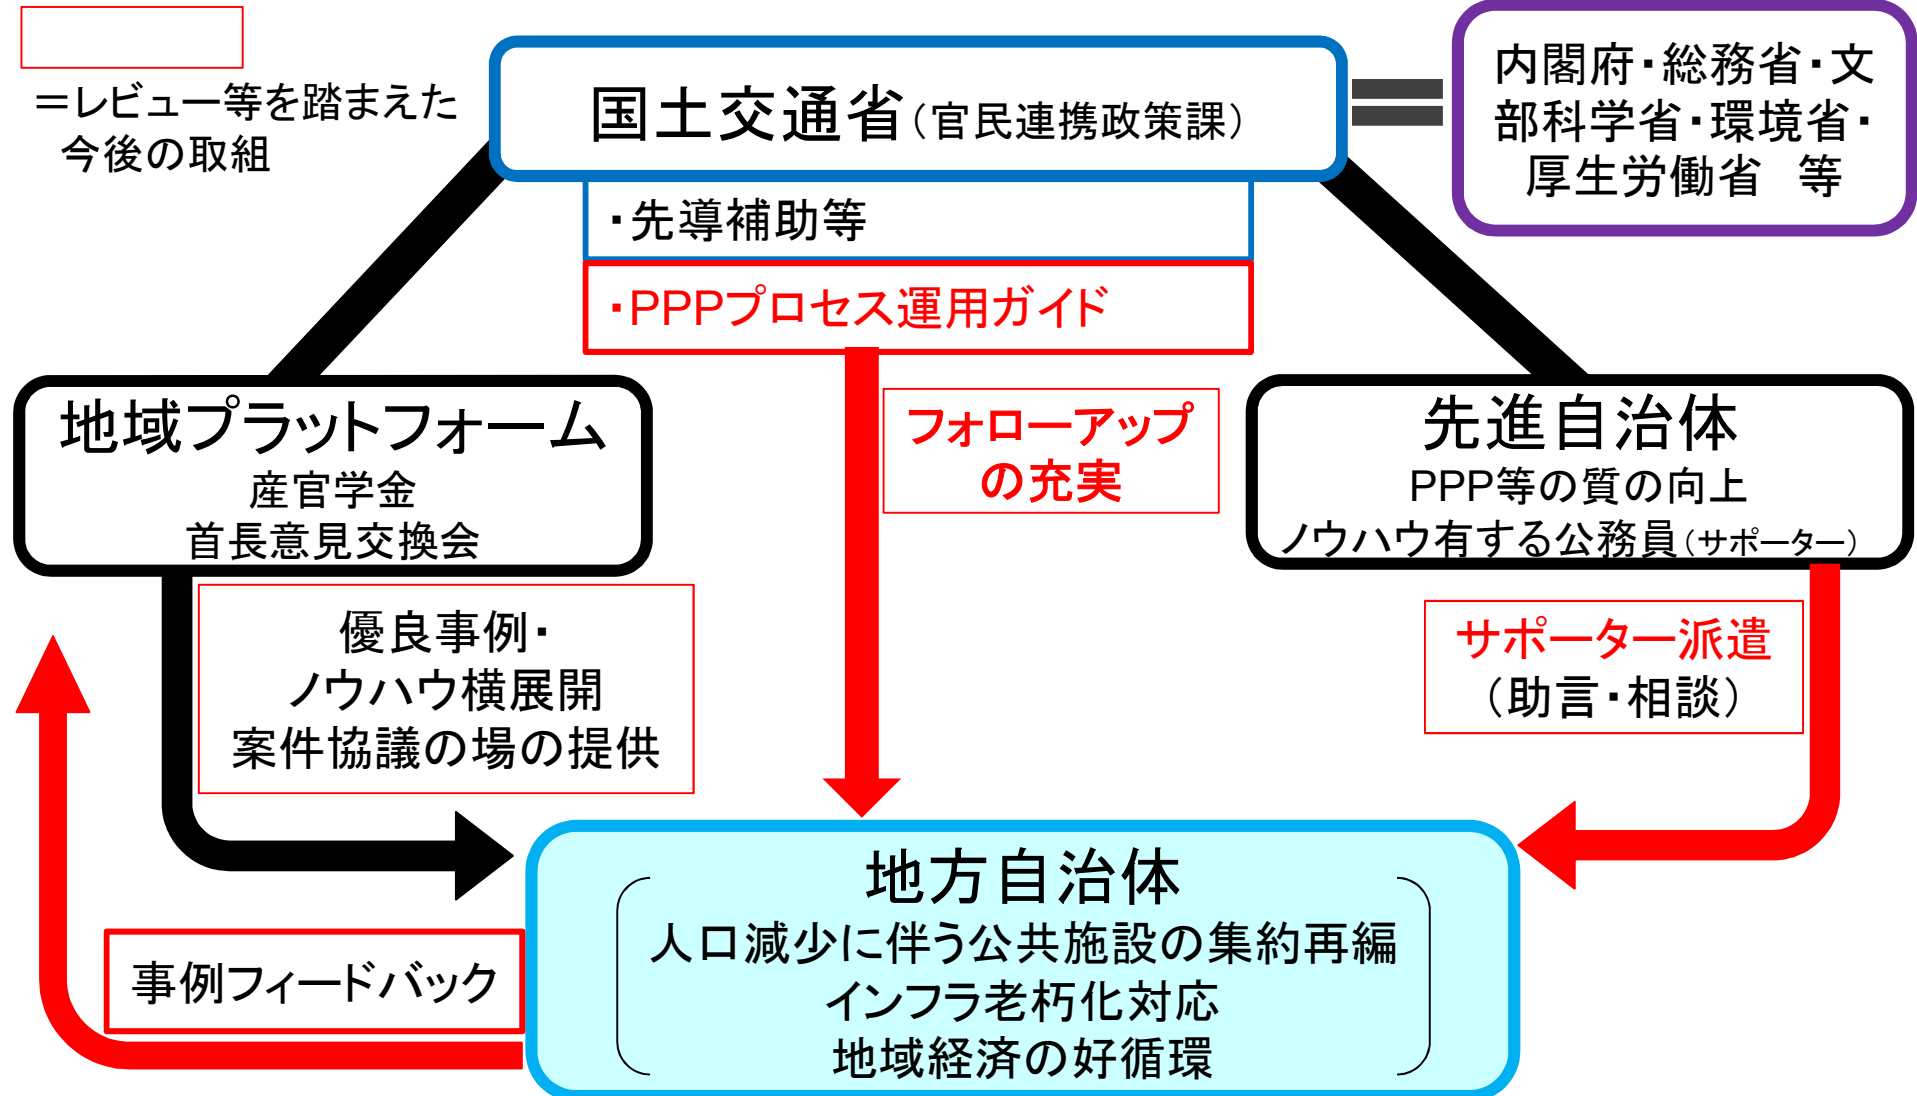 ＝レビュー等を踏まえた
今後の取組
国土交通省（官民連携政策課）
内閣府・総務省・文
部科学省・環境省・
厚生労働省　等
・先導補助等
・PPPプロセス運用ガイド
地域プラットフォーム
産官学金
首長意見交換会
フォローアップ
の充実
先進自治体
PPP等の質の向上
ノウハウ有する公務員（サポーター）
優良事例・
ノウハウ横展開
案件協議の場の提供
サポーター派遣
（助言・相談）
地方自治体
人口減少に伴う公共施設の集約再編
インフラ老朽化対応
地域経済の好循環
事例フィードバック